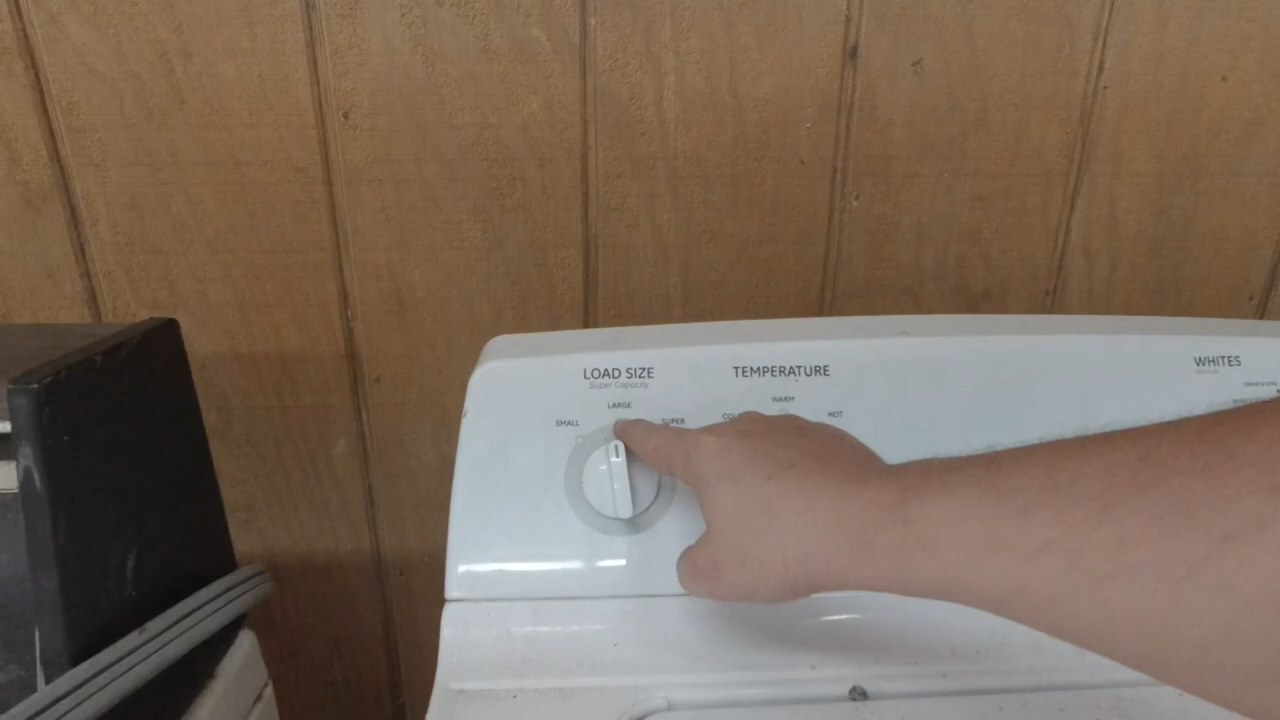 LOAD SIZE
Super Capacity
LARGE
SMALL
SUPER
TEMPERATURE
WARM
HOT
WHITES